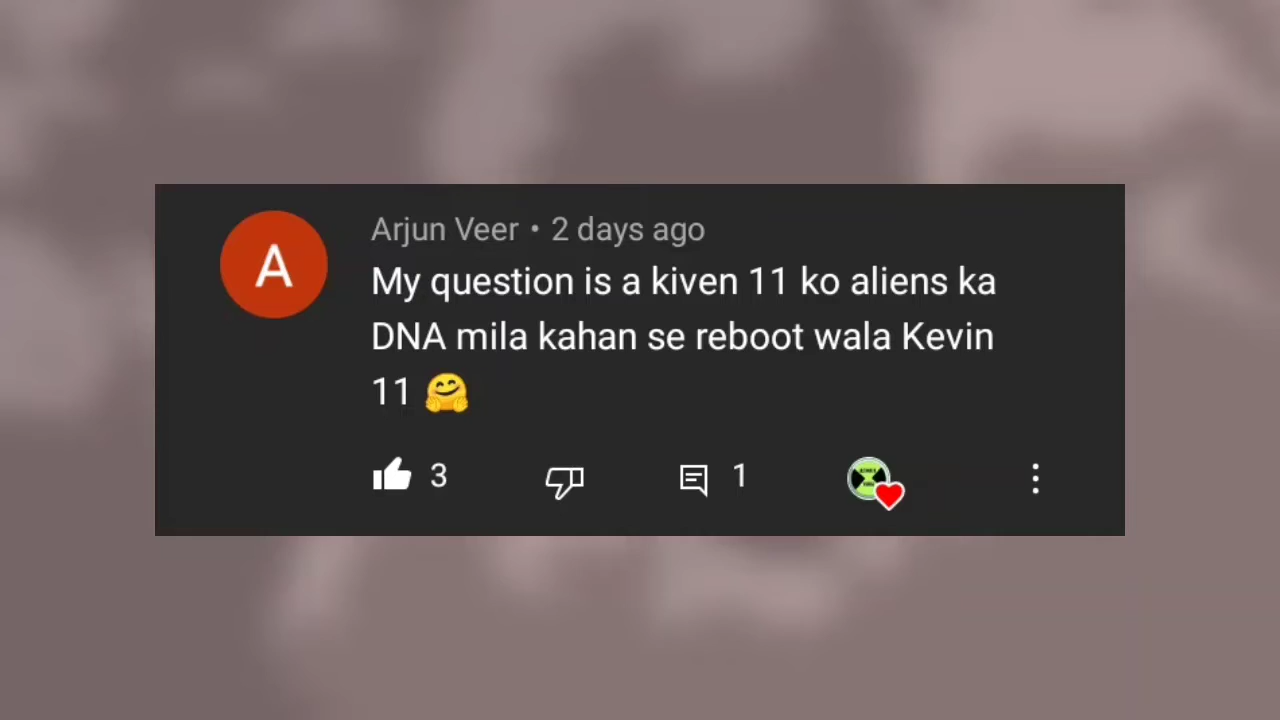 A
Arjun Veer • 2 days ago
My question is a kiven 11 ko aliens ka
DNA mila kahan se reboot wala Kevin
11 🤗
3
1